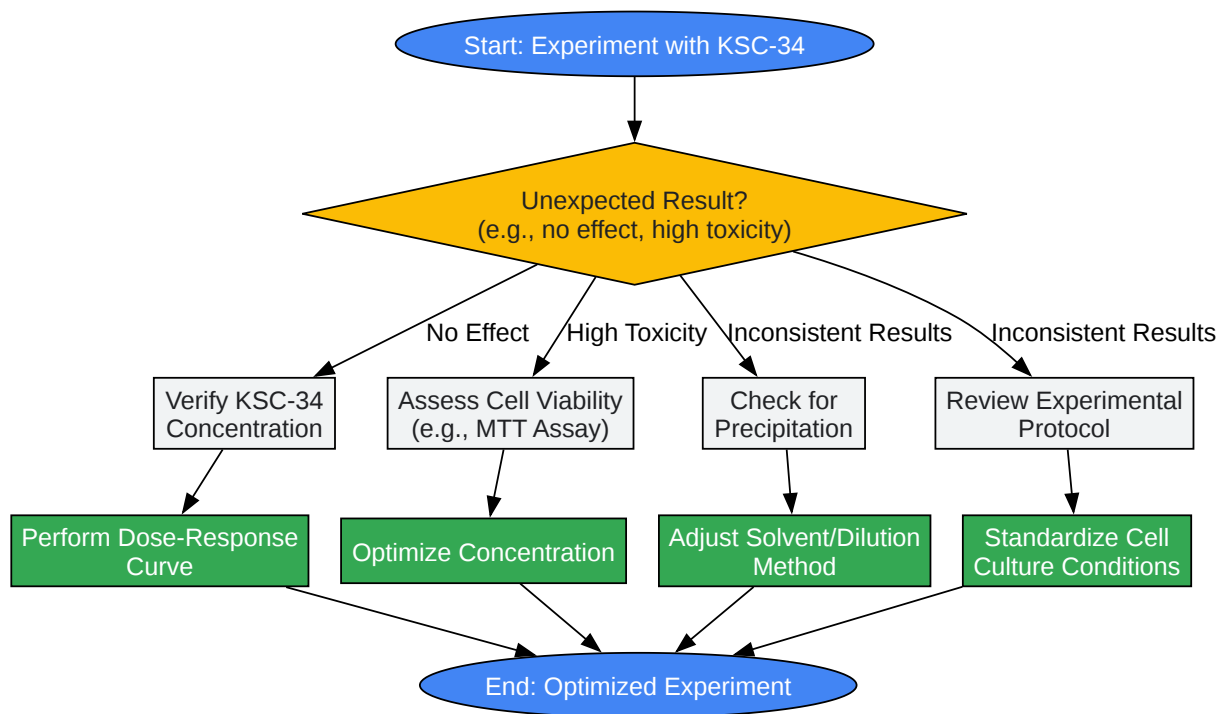 Start: Experiment with KSC-34
Unexpected Result?
(e.g., no effect, high toxicity)
No Effect
High Toxicity
Inconsistent Results
Inconsistent Results
Verify KSC-34
Concentration
Assess Cell Viability
(e.g., MTT Assay)
Check for
Precipitation
Review Experimental
Protocol
Perform Dose-Response
Curve
Optimize Concentration
Adjust Solvent/Dilution
Method
Standardize Cell
Culture Conditions
End: Optimized Experiment